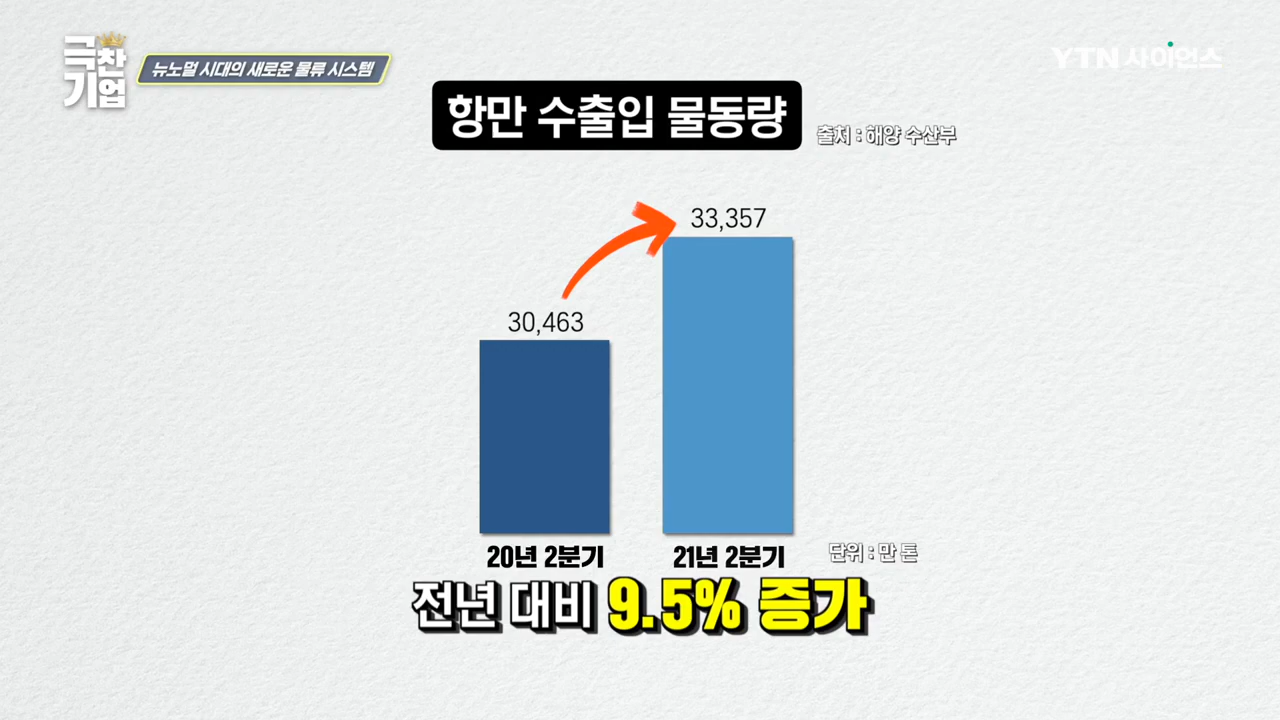 극찬
기업
뉴노멀 시대의 새로운 물류 시스템
YTN 사이언스
항만 수출입 물동량
출처 : 해양 수산부
33,357
30,463
20년 2분기
21년 2분기
단위 : 만 톤
전년 대비 9.5% 증가